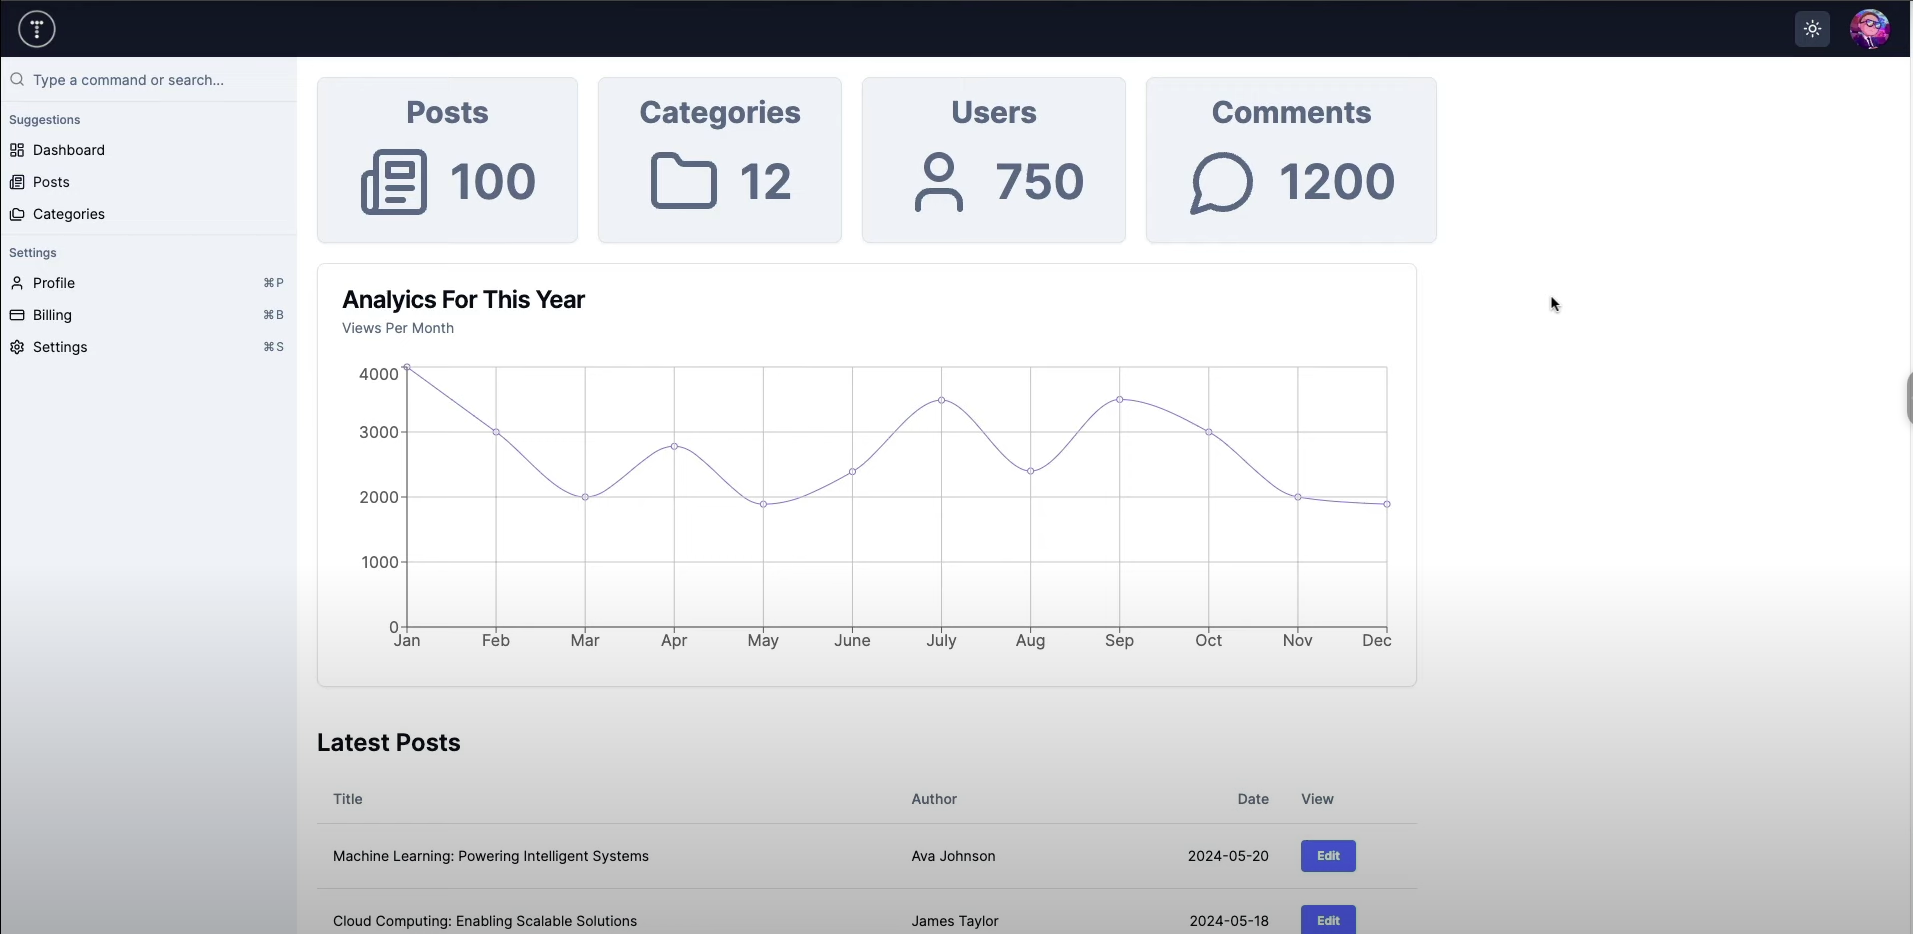 Type a command or search...
Suggestions
Dashboard
Posts
Categories
Settings
Profile ⌘P
Billing ⌘B
Settings ⌘S
Posts
100
Categories
12
Users
750
Comments
1200
Analyics For This Year
Views Per Month
4000
3000
2000
1000
0
Jan Feb Mar Apr May June July Aug Sep Oct Nov Dec
Latest Posts
Title Author Date View
Machine Learning: Powering Intelligent Systems Ava Johnson 2024-05-20 Edit
Cloud Computing: Enabling Scalable Solutions James Taylor 2024-05-18 Edit